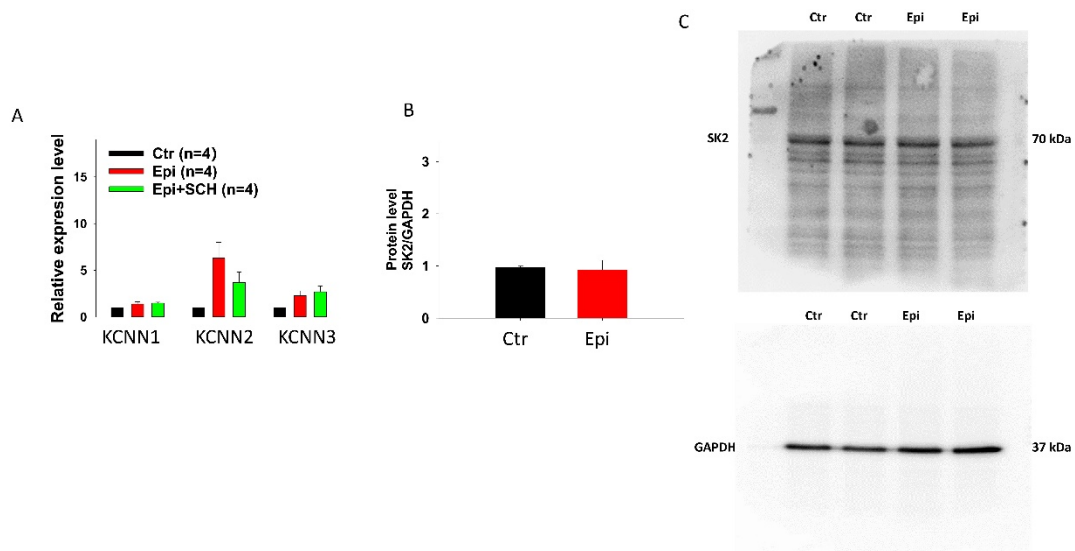 A
Relative expresion level
15
10
5
0
Ctr (n=4)
Epi (n=4)
Epi+SCH (n=4)
KCNN1 KCNN2 KCNN3
B
Protein level
SK2/GAPDH
3
2
1
0
Ctr Epi
C
Ctr Ctr Epi Epi
SK2 70 kDa
Ctr Ctr Epi Epi
GAPDH 37 kDa